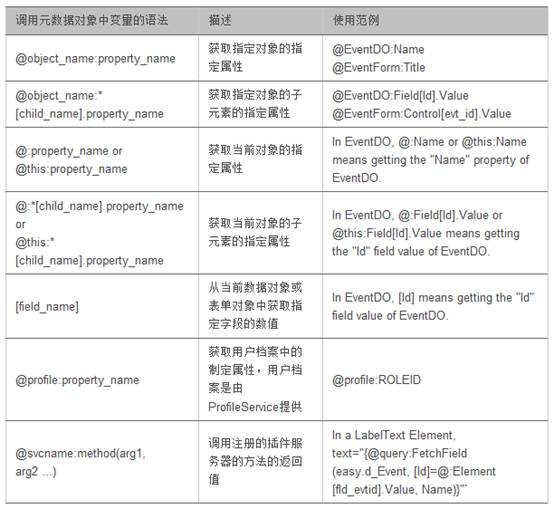 调用元数据对象中变量的语法 描述 使用范例
@object_name:property_name
获取指定对象的指
定属性
@EventDO:Name
@EventForm:Title
@object_name:*
[child_name].property_name
获取指定对象的子
元素的指定属性
@EventDO:Field[Id].Value
@EventForm:Control[evt_id].Value
@:property_name or
@this:property_name
获取当前对象的指
定属性
In EventDO, @:Name or @this:Name
means getting the "Name" property of
EventDO.
@:*[child_name].property_name
or
@this:*
[child_name].property_name
获取当前对象的子
元素的指定属性
In EventDO, @:Field[Id].Value or
@this:Field[Id].Value means getting
the "Id" field value of EventDO.
[field_name]
从当前数据对象或
表单对象中获取指
定字段的数值
In EventDO, [Id] means getting the "Id"
field value of EventDO.
@profile:property_name
获取用户档案中的
制定属性，用户档
案是由
ProfileService提供
@profile:ROLEID
@svcname:method(arg1,
arg2 ...)
调用注册的插件服
务器的方法的返回
值
In a LabelText Element,
text="{@query:FetchField
(easy.d_Event, [Id]=@:Element
[fld_evtid].Value, Name)}"`